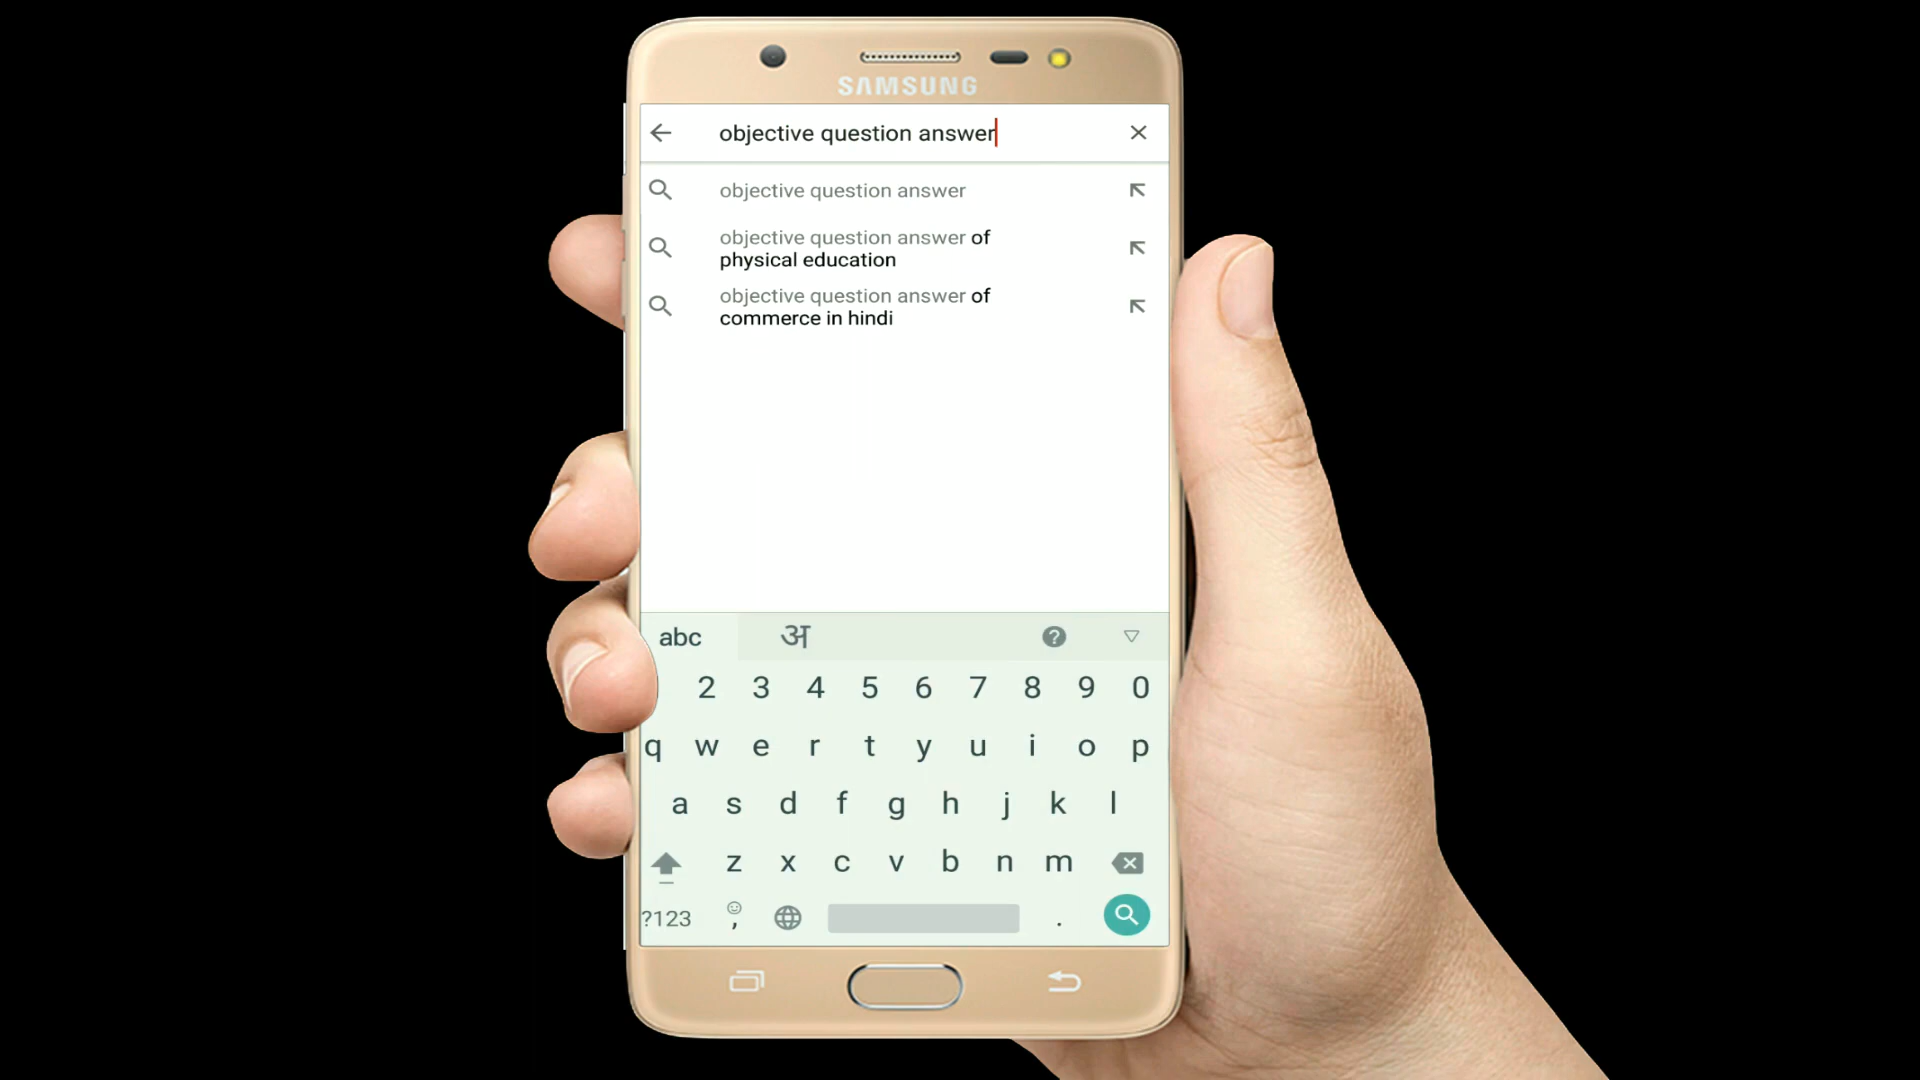 SAMSUNG
objective question answer
objective question answer
objective question answer of
physical education
objective question answer of
commerce in hindi
abc अ ?
2 3 4 5 6 7 8 9 0
q w e r t y u i o p
a s d f g h j k l
z x c v b n m
?123 , .